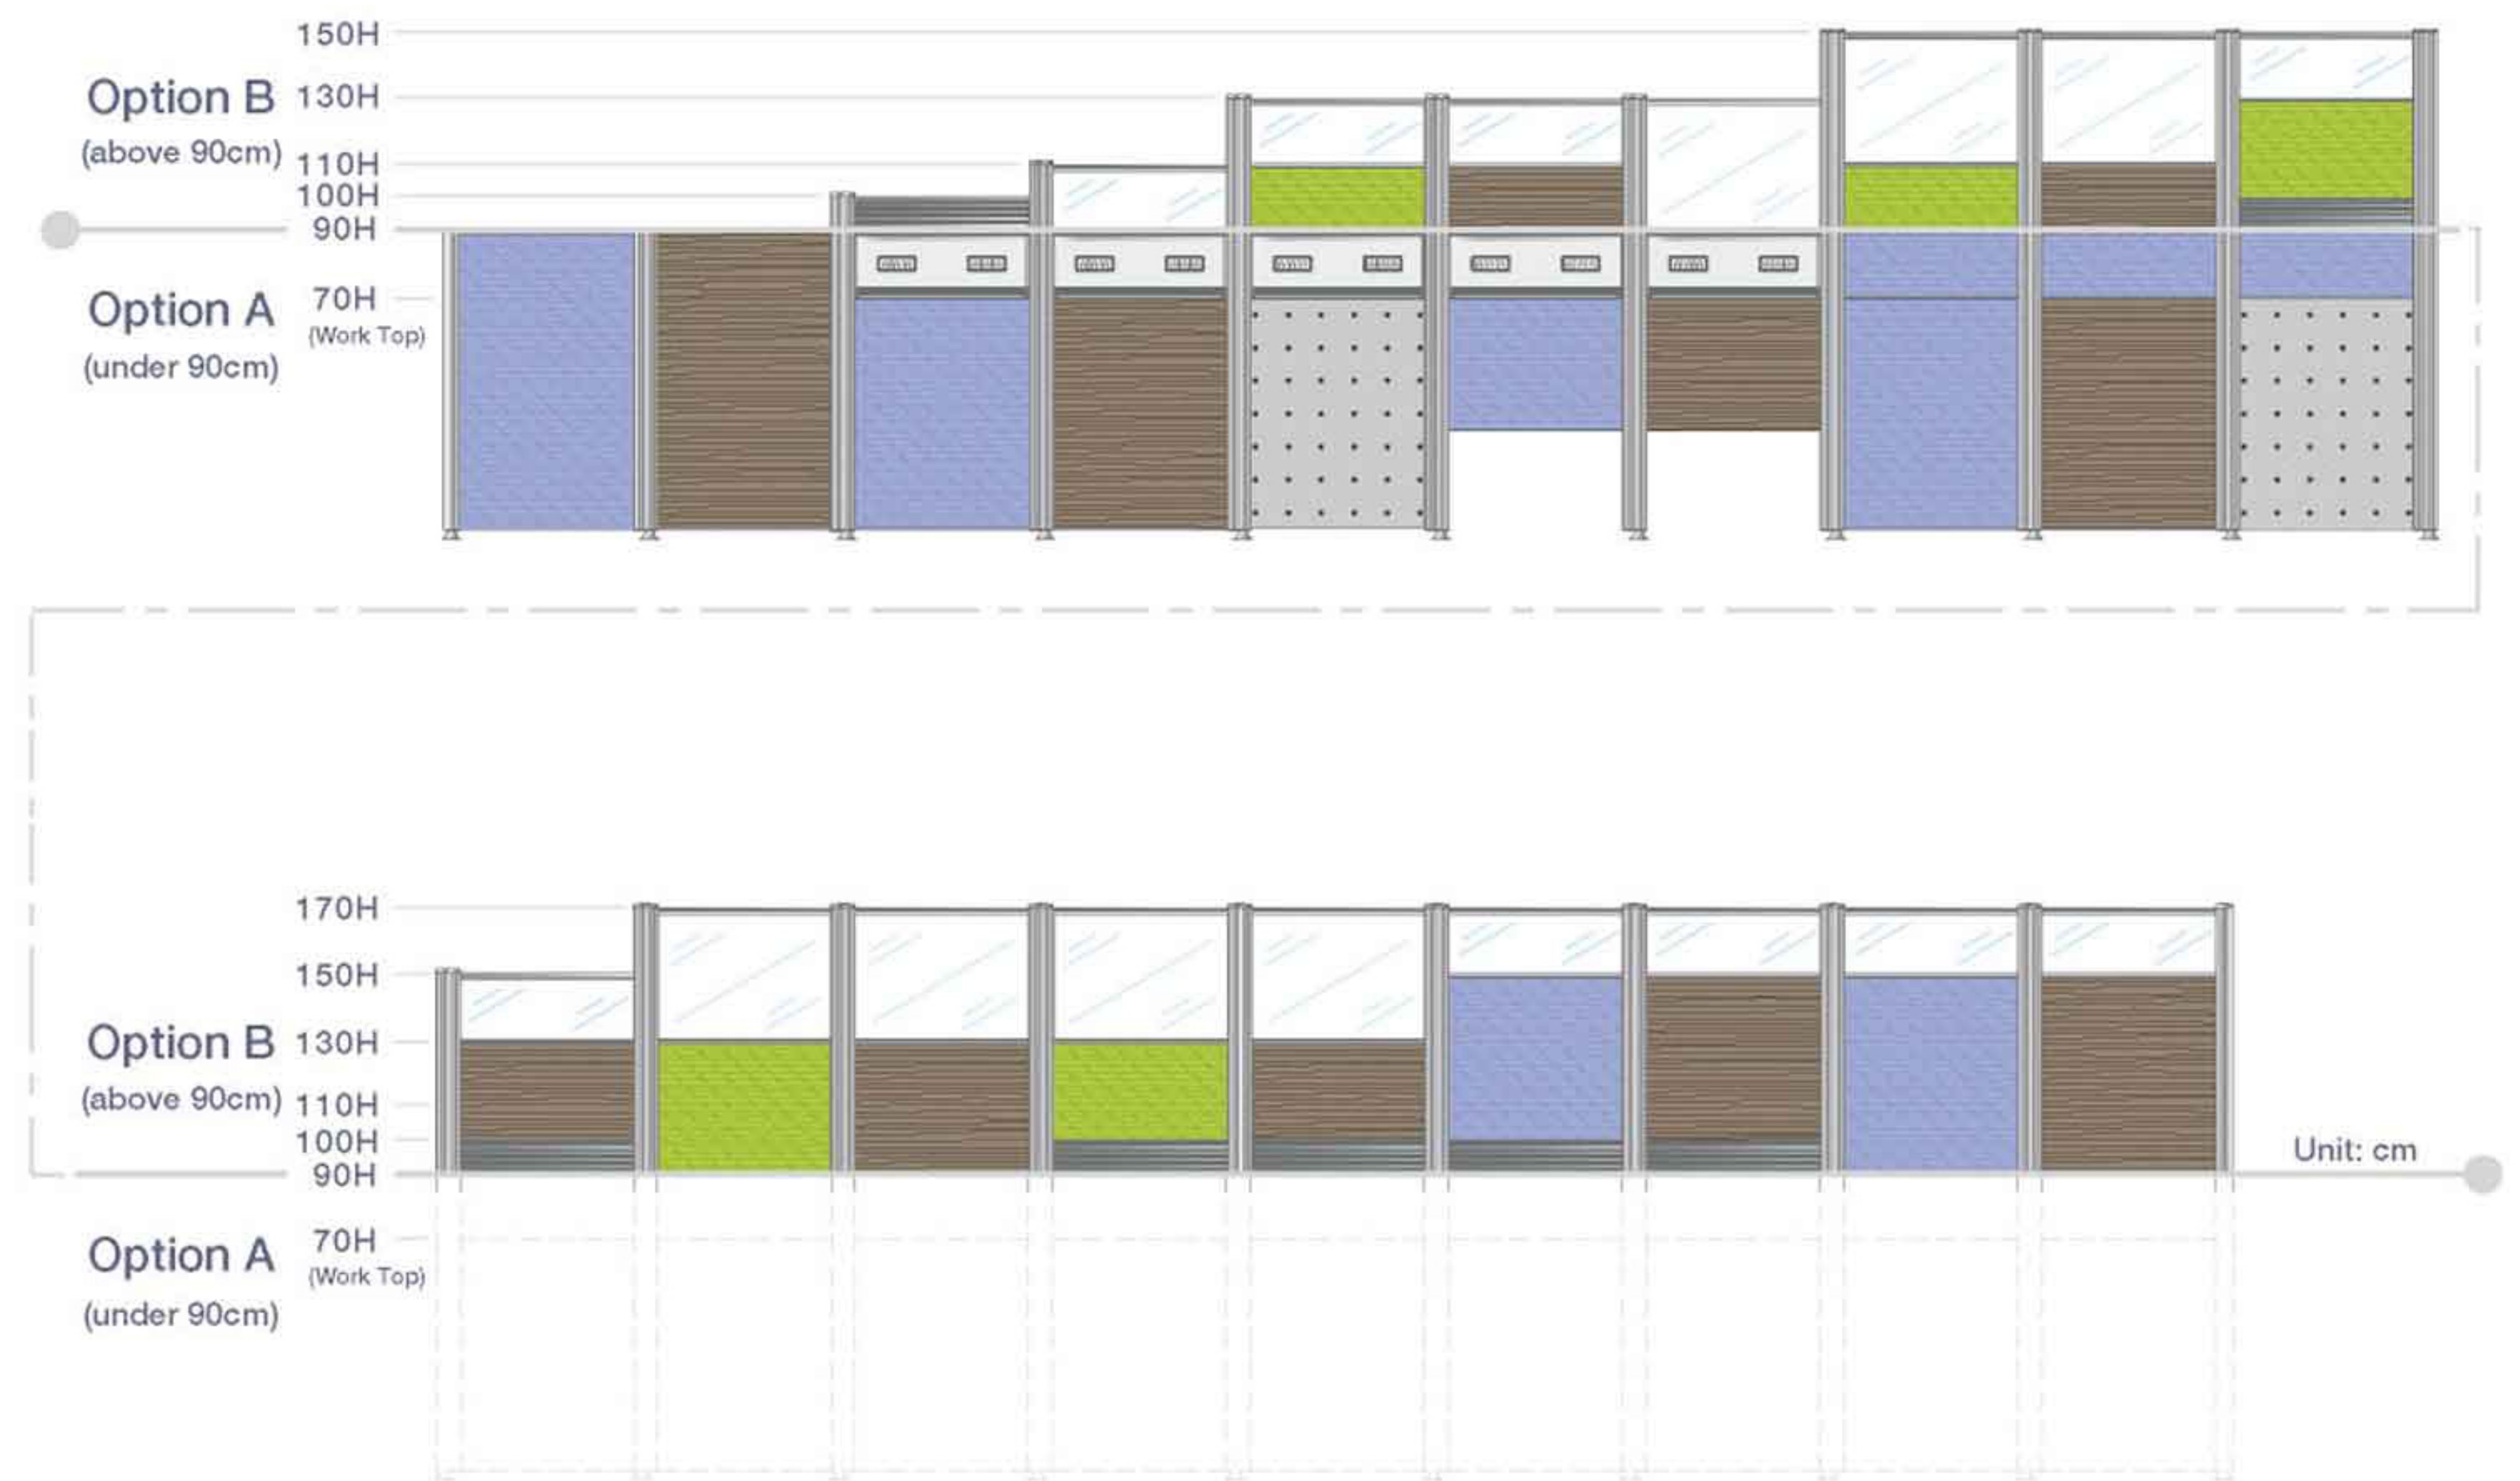 150H
Option B 130H
(above 90cm) 110H
100H
90H
Option A 70H
(Work Top)
(under 90cm)
170H
150H
Option B 130H
(above 90cm) 110H
100H
Unit: cm
90H
Option A 70H
(Work Top)
(under 90cm)